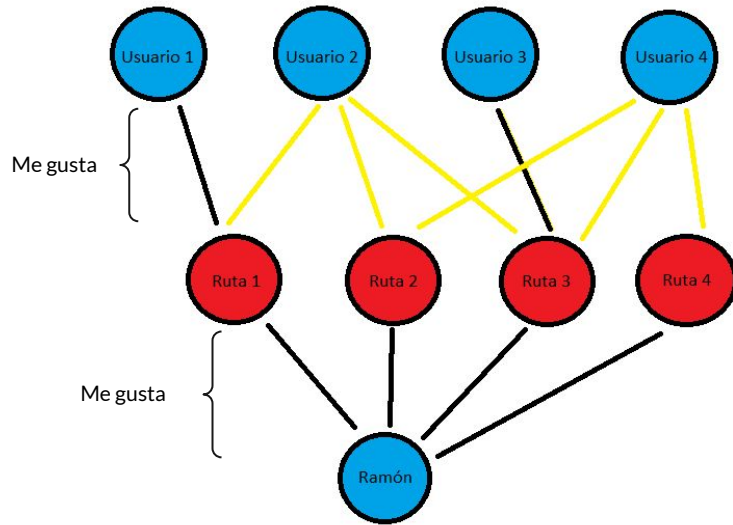 Usuario 1
Usuario 2
Usuario 3
Usuario 4
Me gusta
Ruta 1
Ruta 2
Ruta 3
Ruta 4
Me gusta
Ramón